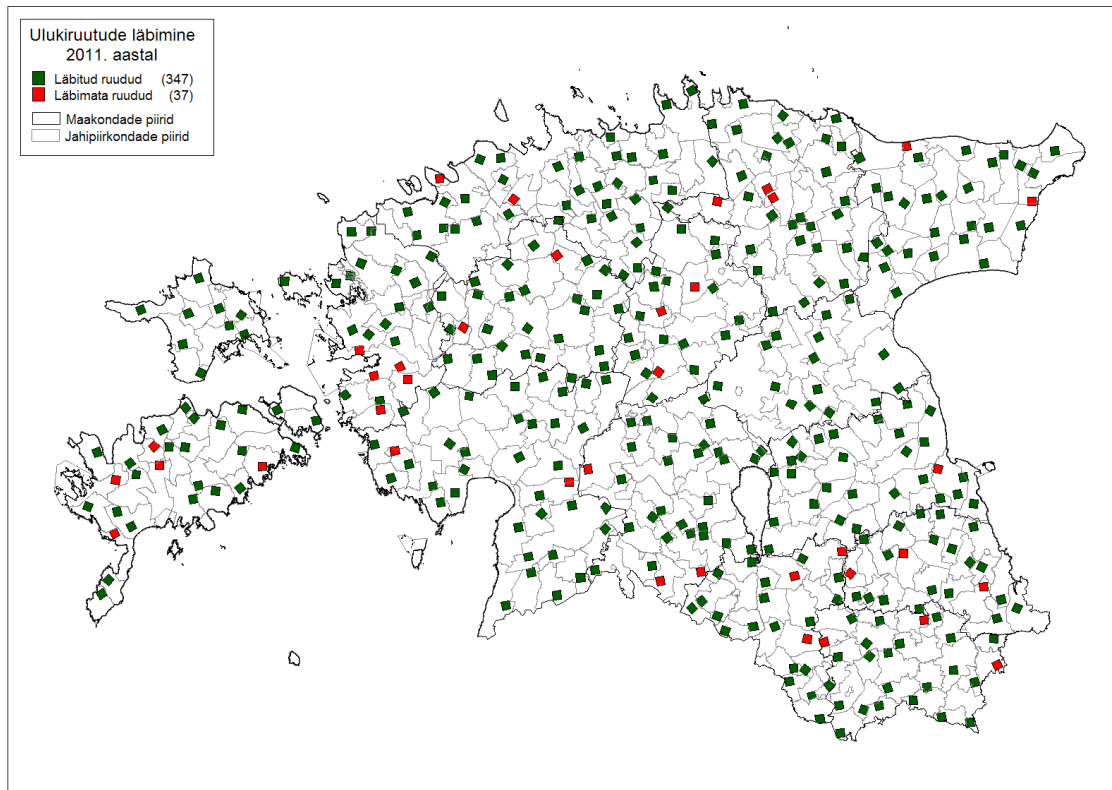 Ulukiruutude läbimine
2011. aastal
Läbitud ruudud (347)
Läbimata ruudud (37)
Maakondade piirid
Jahipiirkondade piirid